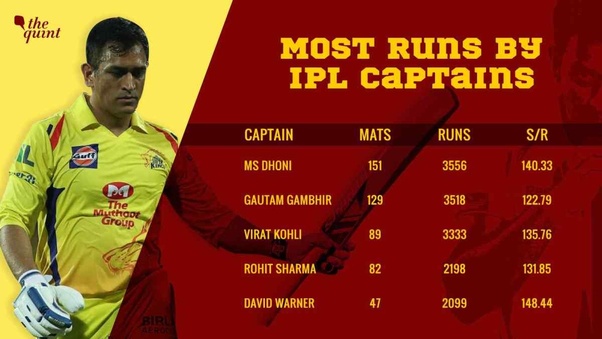 the
quint
MOST RUNS BY
IPL CAPTAINS
CAPTAIN MATS RUNS S/R
MS DHONI 151 3556 140.33
GAUTAM GAMBHIR 129 3518 122.79
VIRAT KOHLI 89 3333 135.76
ROHIT SHARMA 82 2198 131.85
DAVID WARNER 47 2099 148.44
Gulf
The
Muthoot
Group